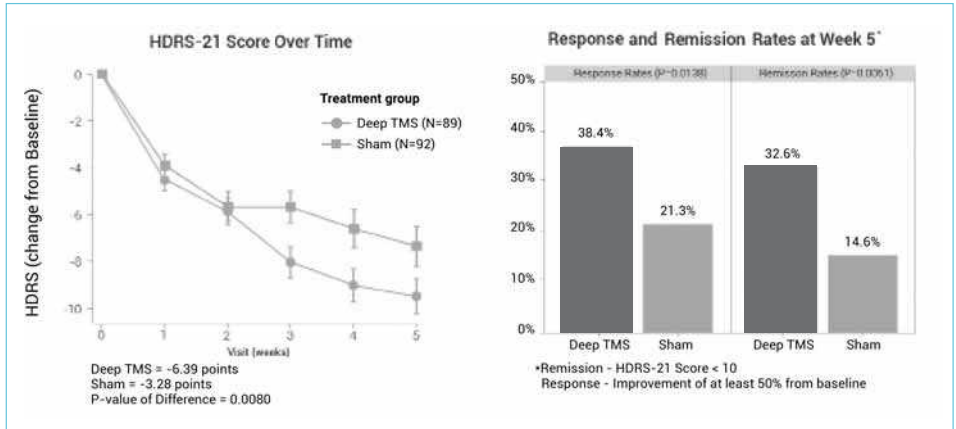 HDRS-21 Score Over Time
HDRS (change from Baseline)
0
-2
-4
-6
-8
-10
Treatment group
Deep TMS (N=89)
Sham (N=92)
0 1 2 3 4 5
Visit (weeks)
Deep TMS = -6.39 points
Sham = -3.28 points
P-value of Difference = 0.0080
Response and Remission Rates at Week 5*
Response Rates (P=0.0138) Remisson Rates (P=0.0051)
50%
40%
30%
20%
10%
0%
38.4%
21.3%
32.6%
14.6%
Deep TMS Sham Deep TMS Sham
*Remission - HDRS-21 Score < 10
Response - Improvement of at least 50% from baseline